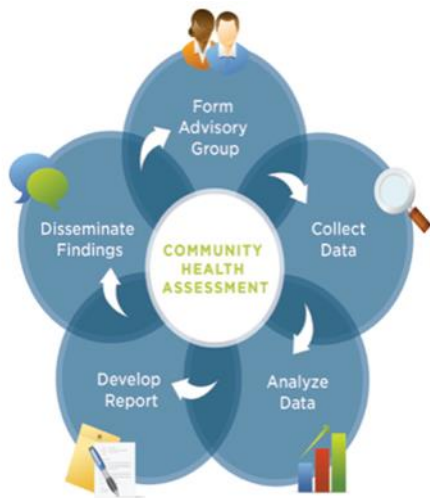 Form
Advisory
Group
Collect
Data
Analyze
Data
Develop
Report
Disseminate
Findings
COMMUNITY
HEALTH
ASSESSMENT